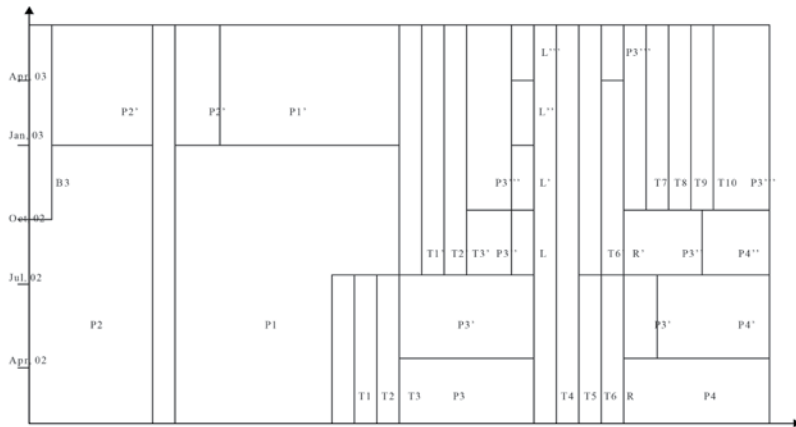 L''' P3'''
Apr. 03
P2' P2' P1' L''
Jan. 03
B3 P3''' L' T7 T8 T9 T10 P3'''
Oct. 02
T1' T2 T3' P3'' L T6 R' P3'' P4''
Jul. 02
P2 P1 P3' P3' P4'
Apr. 02
T1 T2 T3 P3 T4 T5 T6 R P4